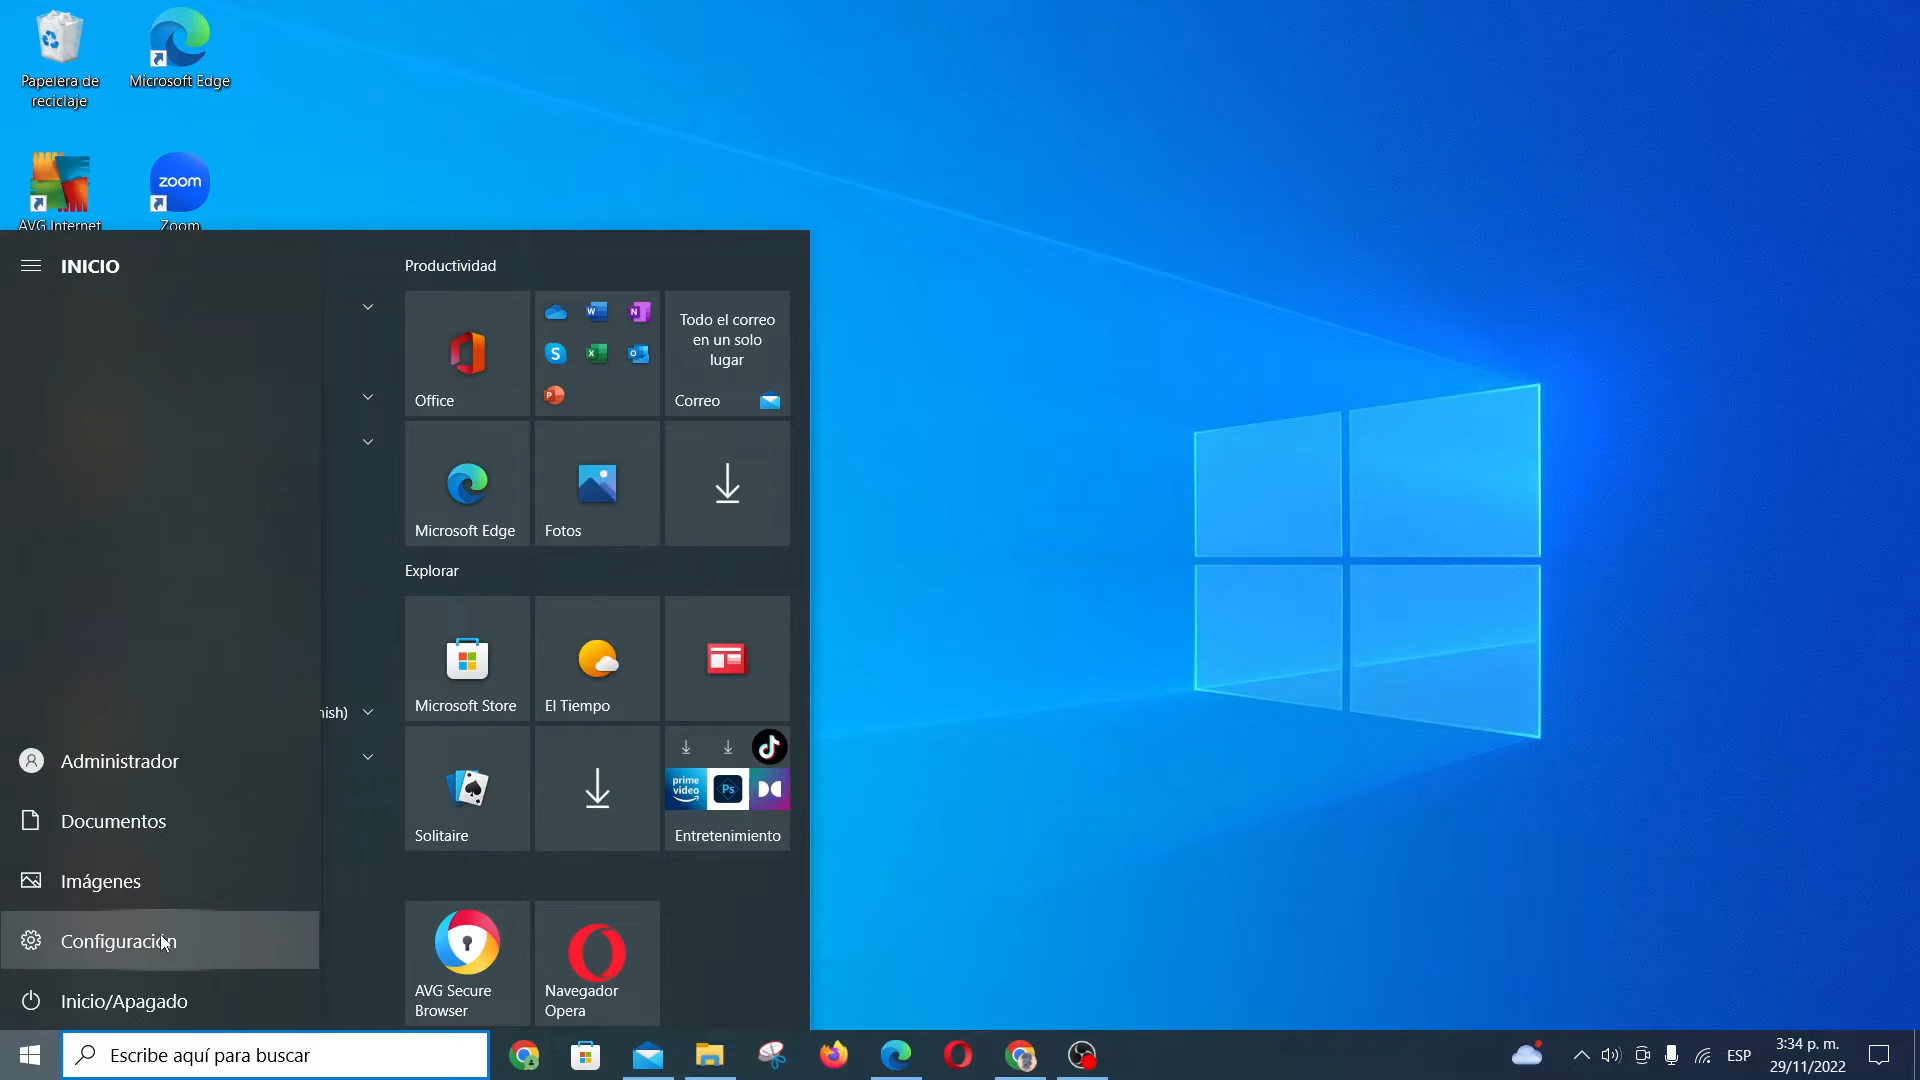 Papelera de
reciclaje
Microsoft Edge
AVG Internet
zoom
Zoom
INICIO
Productividad
Office
Todo el correo
en un solo
lugar
Correo
Microsoft Edge
Fotos
Explorar
Microsoft Store
El Tiempo
nish)
Solitaire
prime
video
Ps
Entretenimiento
Administrador
Documentos
Imágenes
Configuración
Inicio/Apagado
AVG Secure
Browser
Navegador
Opera
Escribe aquí para buscar
ESP
3:34 p. m.
29/11/2022